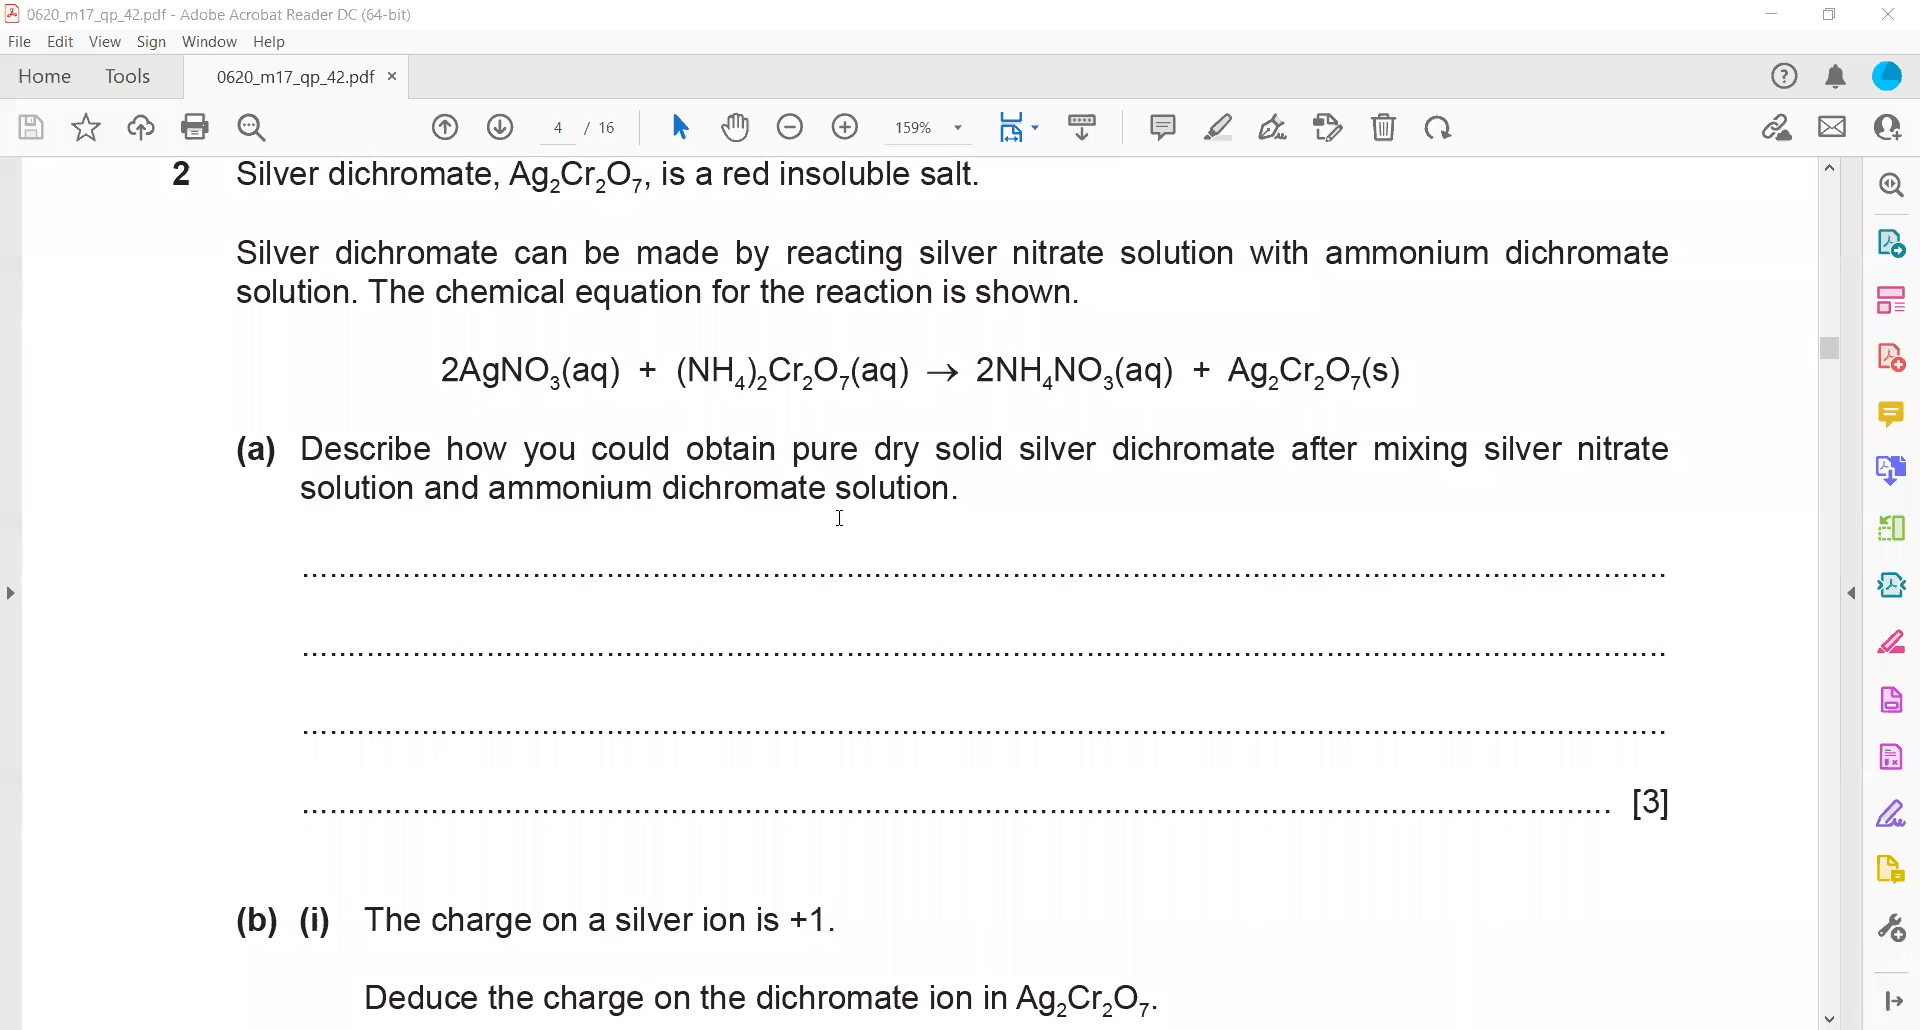 0620_m17_qp_42.pdf - Adobe Acrobat Reader DC (64-bit)
File Edit View Sign Window Help
Home Tools 0620_m17_qp_42.pdf ×
4 / 16 159%
2 Silver dichromate, Ag₂Cr₂O₇, is a red insoluble salt.
Silver dichromate can be made by reacting silver nitrate solution with ammonium dichromate
solution. The chemical equation for the reaction is shown.
2AgNO₃(aq) + (NH₄)₂Cr₂O₇(aq) → 2NH₄NO₃(aq) + Ag₂Cr₂O₇(s)
(a) Describe how you could obtain pure dry solid silver dichromate after mixing silver nitrate
solution and ammonium dichromate solution.
[3]
(b) (i) The charge on a silver ion is +1.
Deduce the charge on the dichromate ion in Ag₂Cr₂O₇.